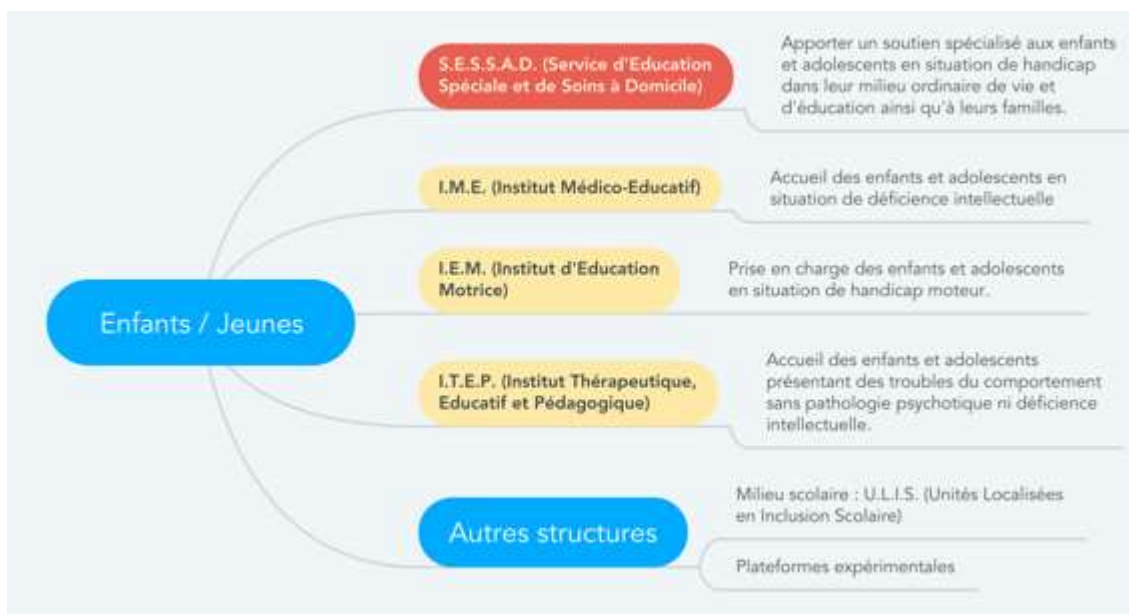 S.E.S.S.A.D. (Service d'Education
Spéciale et de Soins à Domicile)
Apporter un soutien spécialisé aux enfants
et adolescents en situation de handicap
dans leur milieu ordinaire de vie et
d'éducation ainsi qu'à leurs familles.
I.M.E. (Institut Médico-Educatif)
Accueil des enfants et adolescents en
situation de déficience intellectuelle
I.E.M. (Institut d'Education
Motrice)
Prise en charge des enfants et adolescents
en situation de handicap moteur.
Enfants / Jeunes
I.T.E.P. (Institut Thérapeutique,
Educatif et Pédagogique)
Accueil des enfants et adolescents
présentant des troubles du comportement
sans pathologie psychotique ni déficience
intellectuelle.
Autres structures
Milieu scolaire : U.L.I.S. (Unités Localisées
en Inclusion Scolaire)
Plateformes expérimentales